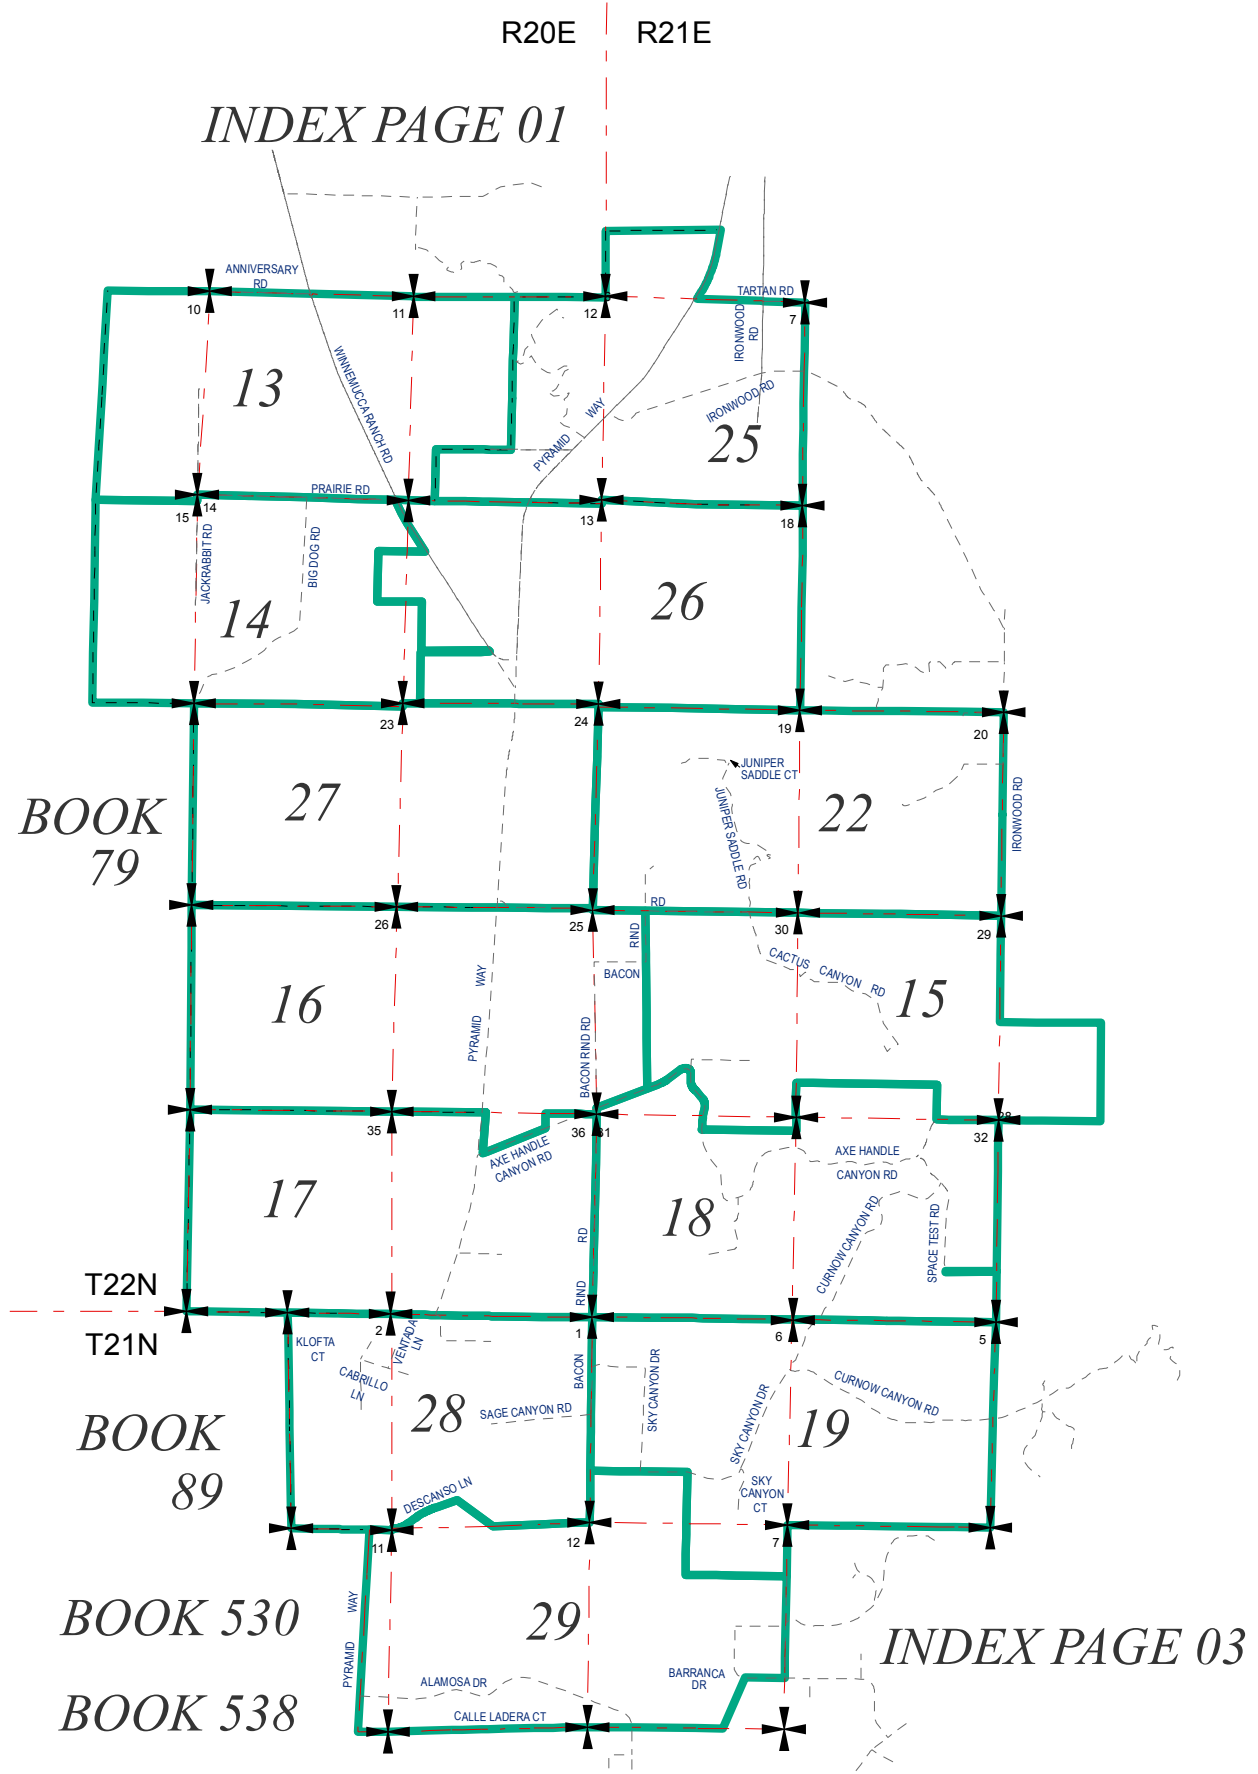 R20E R21E
INDEX PAGE 01
ANNIVERSARY
RD
TARTAN RD
10
11
12
7
IRONWOOD
RD
WINNEMUCCA RANCH RD
13
IRONWOOD RD
PYRAMID WAY
25
PRAIRIE RD
15
14
13
18
JACKRABBIT RD
BIG DOG RD
14
26
23
24
19
20
JUNIPER
SADDLE CT
JUNIPER SADDLE RD
IRONWOOD RD
27
22
BOOK
79
RD
26
25
30
29
RIND
BACON
CACTUS CANYON RD
PYRAMID WAY
BACON RIND RD
16
15
35
36
31
28
32
AXE HANDLE
CANYON RD
AXE HANDLE
CANYON RD
17
18
CURNOW CANYON RD
SPACE TEST RD
RD
RIND
T22N
T21N
2
1
6
5
KLOFTA
CT
VENTADA
LN
CABRILLO
LN
BACON
SKY CANYON DR
SKY CANYON DR
CURNOW CANYON RD
SAGE CANYON RD
28
19
BOOK
89
SKY
CANYON
CT
DESCANSO LN
11
12
7
BOOK 530
PYRAMID WAY
29
INDEX PAGE 03
BARRANCA
DR
ALAMOSA DR
BOOK 538
CALLE LADERA CT